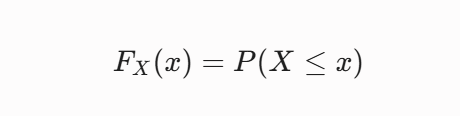 F_X(x) = P(X ≤ x)